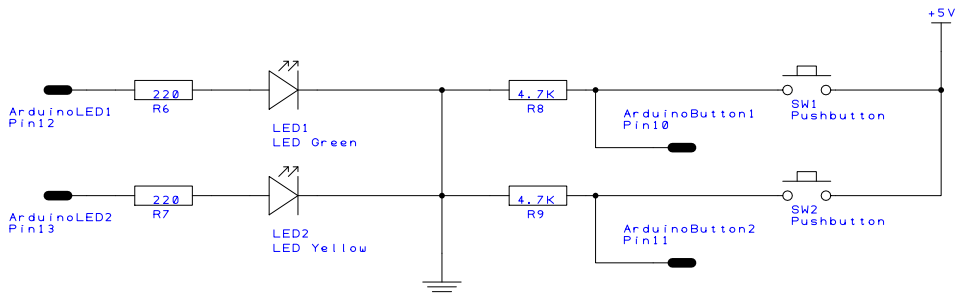 +5V
220
R6
4.7K
R8
ArduinoLED1
Pin12
ArduinoButton1
Pin10
SW1
Pushbutton
LED1
LED Green
220
R7
4.7K
R9
ArduinoLED2
Pin13
ArduinoButton2
Pin11
SW2
Pushbutton
LED2
LED Yellow